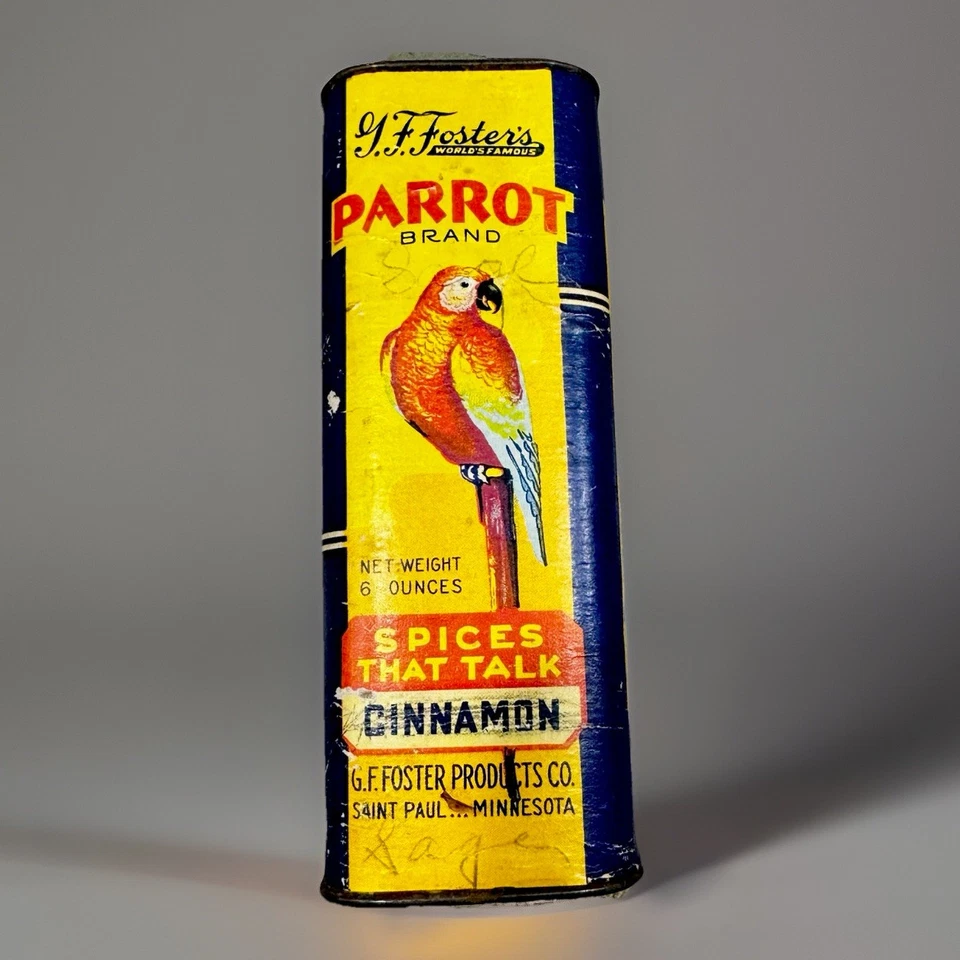 G.F. Foster's
WORLD'S FAMOUS
PARROT
BRAND
NET WEIGHT
6 OUNCES
SPICES
THAT TALK
CINNAMON
G.F. FOSTER PRODUCTS CO.
SAINT PAUL... MINNESOTA
Sage